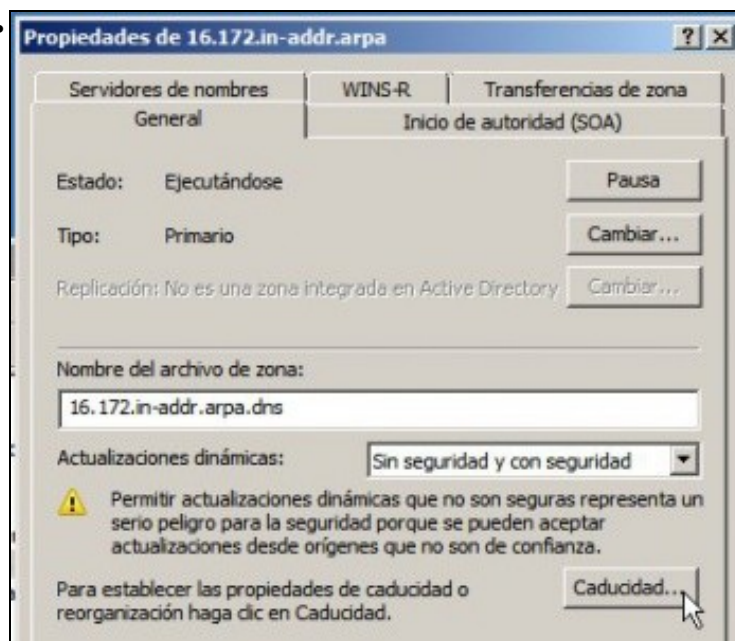 Propiedades de 16.172.in-addr.arpa
Servidores de nombres
WINS-R
Transferencias de zona
General
Inicio de autoridad (SOA)
Estado:
Ejecutándose
Pausa
Tipo:
Primario
Cambiar...
Replicación: No es una zona integrada en Active Directory
Cambiar...
Nombre del archivo de zona:
16.172.in-addr.arpa.dns
Actualizaciones dinámicas:
Sin seguridad y con seguridad
Permitir actualizaciones dinámicas que no son seguras representa un
serio peligro para la seguridad porque se pueden aceptar
actualizaciones desde orígenes que no son de confianza.
Para establecer las propiedades de caducidad o
reorganización haga clic en Caducidad.
Caducidad...